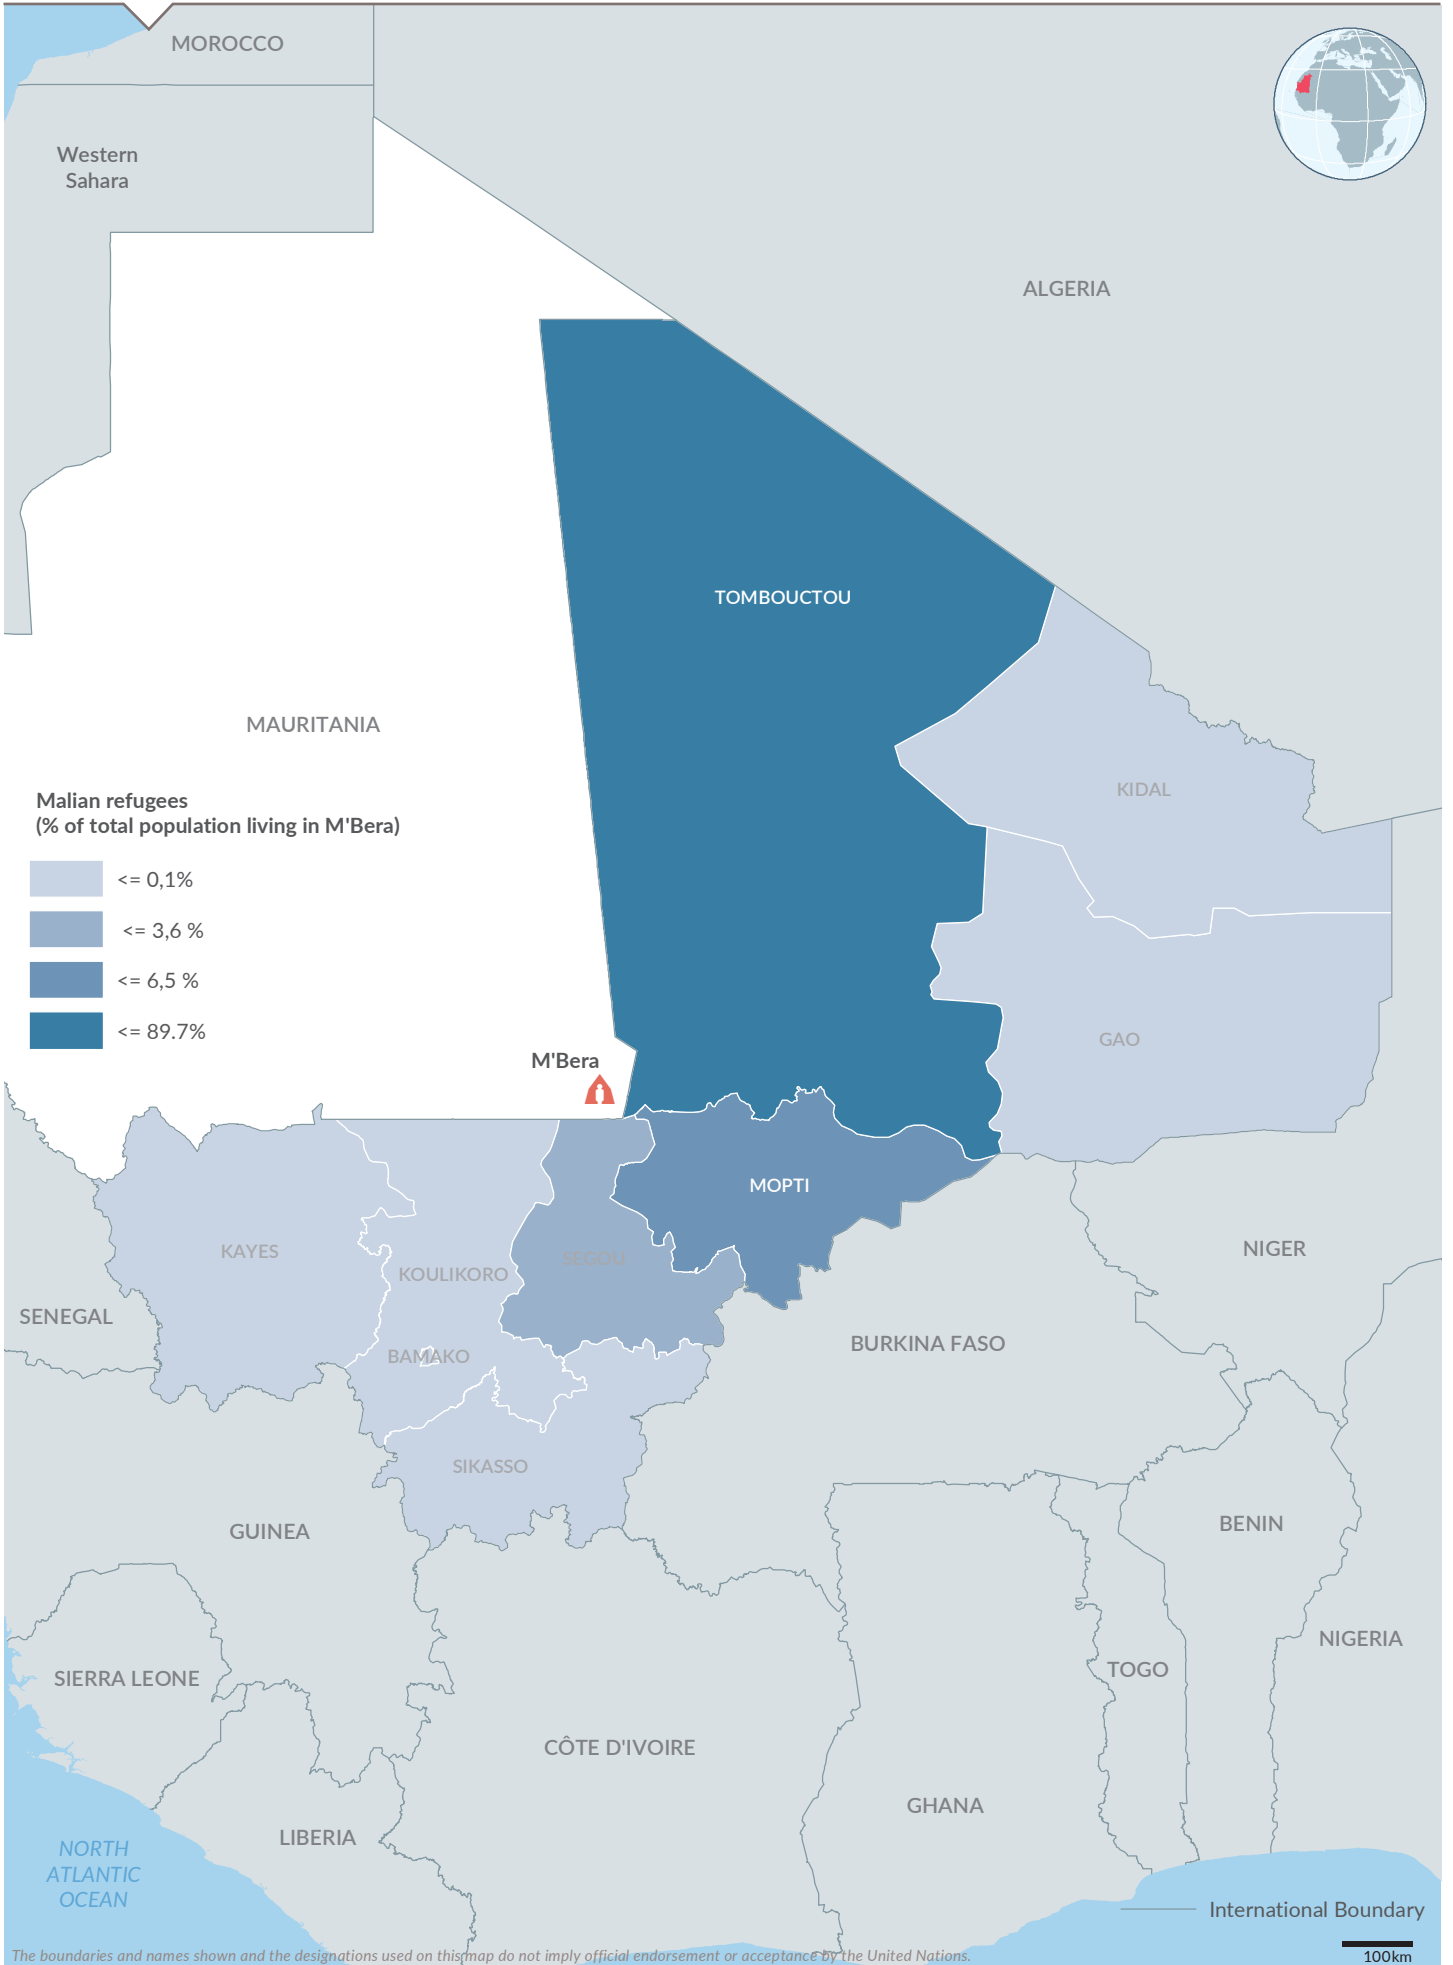 MOROCCO
Western
Sahara
ALGERIA
TOMBOUCTOU
MAURITANIA
KIDAL
Malian refugees
(% of total population living in M'Bera)
<= 0,1%
<= 3,6 %
<= 6,5 %
<= 89.7%
GAO
M'Bera
MOPTI
KAYES
SEGOU
KOULIKORO
NIGER
SENEGAL
BURKINA FASO
BAMAKO
SIKASSO
GUINEA
BENIN
NIGERIA
SIERRA LEONE
TOGO
CÔTE D'IVOIRE
GHANA
LIBERIA
NORTH
ATLANTIC
OCEAN
International Boundary
The boundaries and names shown and the designations used on this map do not imply official endorsement or acceptance by the United Nations.
100km